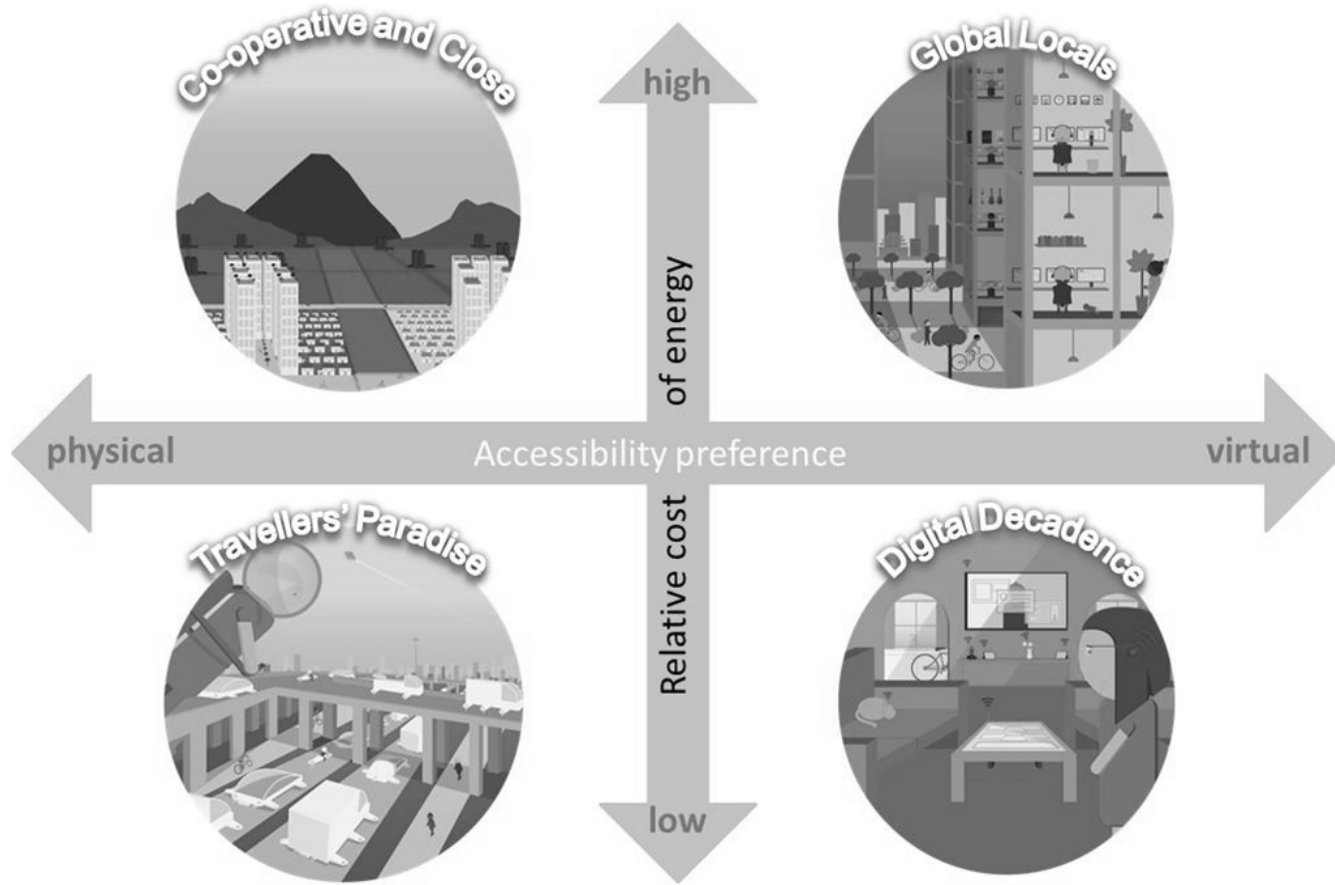 Co-operative and Close
high
Global Locals
physical
Accessibility preference
virtual
Relative cost of energy
Travellers' Paradise
Digital Decadence
low